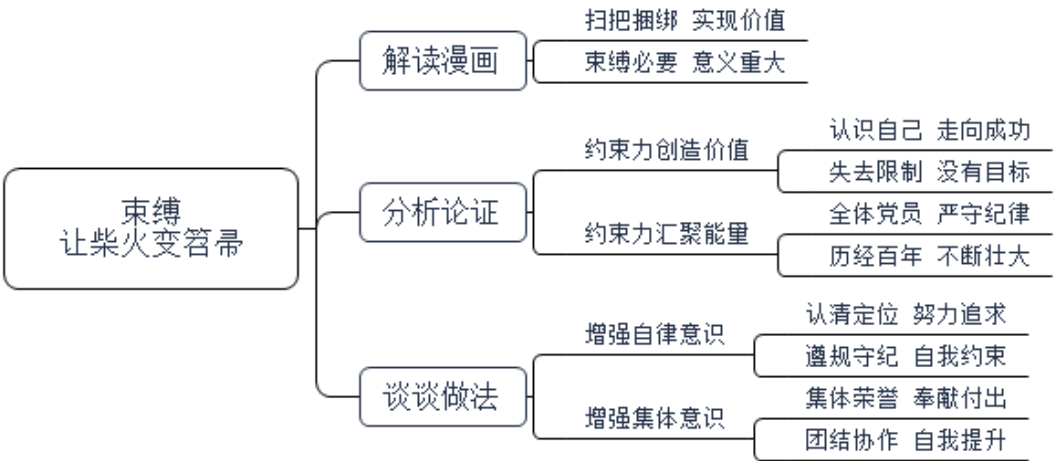 束缚
让柴火变笤帚
解读漫画
扫把捆绑 实现价值
束缚必要 意义重大
分析论证
约束力创造价值
认识自己 走向成功
失去限制 没有目标
约束力汇聚能量
全体党员 严守纪律
历经百年 不断壮大
谈谈做法
增强自律意识
认清定位 努力追求
遵规守纪 自我约束
增强集体意识
集体荣誉 奉献付出
团结协作 自我提升